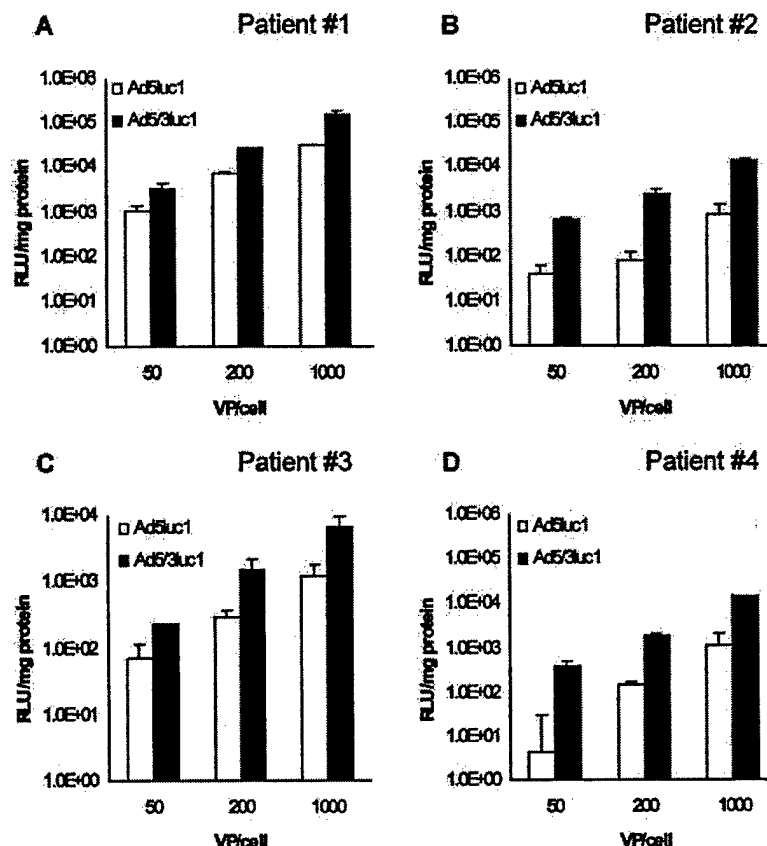 A Patient #1
1.0E+06
1.0E+05
1.0E+04
1.0E+03
1.0E+02
1.0E+01
1.0E+00
RLU/mg protein
Ad5luc1
Ad5/3luc1
50 200 1000
VP/cell
B Patient #2
1.0E+06
1.0E+05
1.0E+04
1.0E+03
1.0E+02
1.0E+01
1.0E+00
RLU/mg protein
Ad5luc1
Ad5/3luc1
50 200 1000
VP/cell
C Patient #3
1.0E+04
1.0E+03
1.0E+02
1.0E+01
1.0E+00
RLU/mg protein
Ad5luc1
Ad5/3luc1
50 200 1000
VP/cell
D Patient #4
1.0E+06
1.0E+05
1.0E+04
1.0E+03
1.0E+02
1.0E+01
1.0E+00
RLU/mg protein
Ad5luc1
Ad5/3luc1
50 200 1000
VP/cell